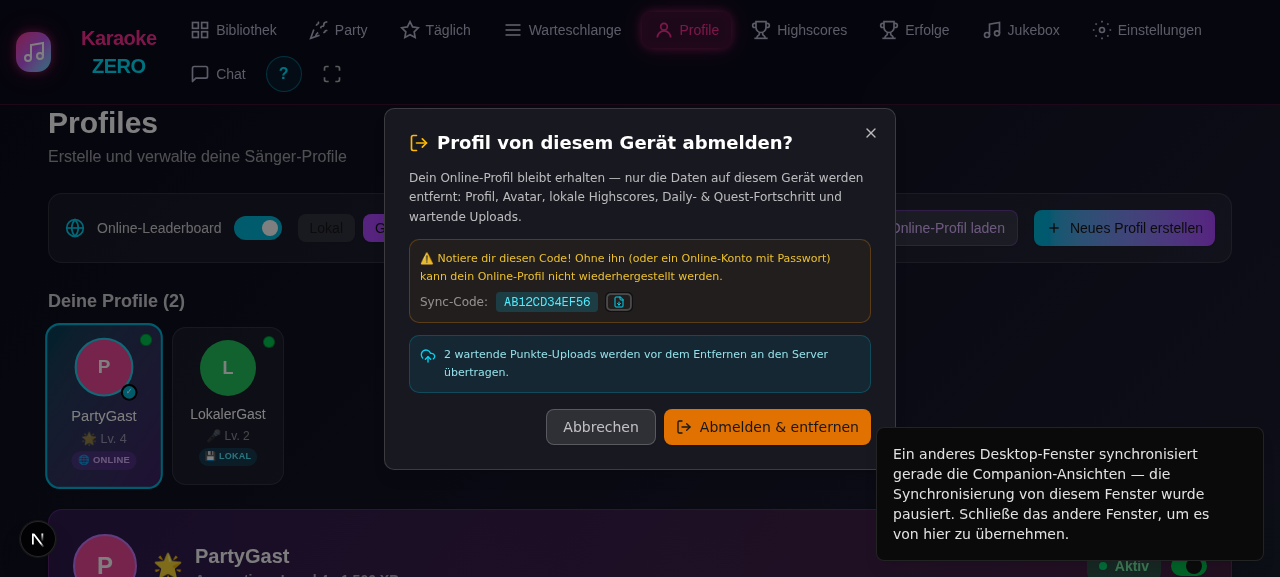 Karaoke
ZERO
Bibliothek
Party
Täglich
Warteschlange
Profile
Highscores
Erfolge
Jukebox
Einstellungen
Chat
?
Profiles
Erstelle und verwalte deine Sänger-Profile
Online-Leaderboard
Lokal
G
Online-Profil laden
Neues Profil erstellen
Profil von diesem Gerät abmelden?
Dein Online-Profil bleibt erhalten — nur die Daten auf diesem Gerät werden
entfernt: Profil, Avatar, lokale Highscores, Daily- & Quest-Fortschritt und
wartende Uploads.
⚠️ Notiere dir diesen Code! Ohne ihn (oder ein Online-Konto mit Passwort)
kann dein Online-Profil nicht wiederhergestellt werden.
Sync-Code: AB12CD34EF56
2 wartende Punkte-Uploads werden vor dem Entfernen an den Server
übertragen.
Abbrechen
Abmelden & entfernen
Deine Profile (2)
P
PartyGast
🌟 Lv. 4
🌐 ONLINE
L
LokalerGast
🎤 Lv. 2
💾 LOKAL
Ein anderes Desktop-Fenster synchronisiert
gerade die Companion-Ansichten — die
Synchronisierung von diesem Fenster wurde
pausiert. Schließe das andere Fenster, um es
von hier zu übernehmen.
N
P
🌟 PartyGast
Aktiv